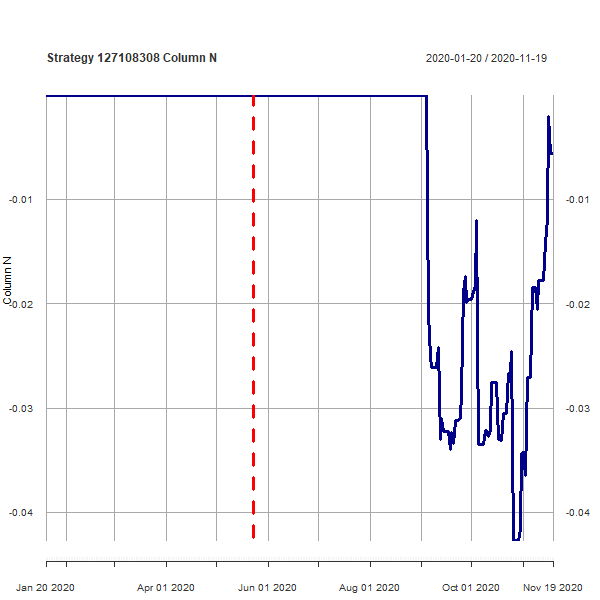 Strategy 127108308 Column N
2020-01-20 / 2020-11-19
-0.01
-0.01
-0.02
-0.02
-0.03
-0.03
-0.04
-0.04
Column N
Jan 20 2020
Apr 01 2020
Jun 01 2020
Aug 01 2020
Oct 01 2020
Nov 19 2020